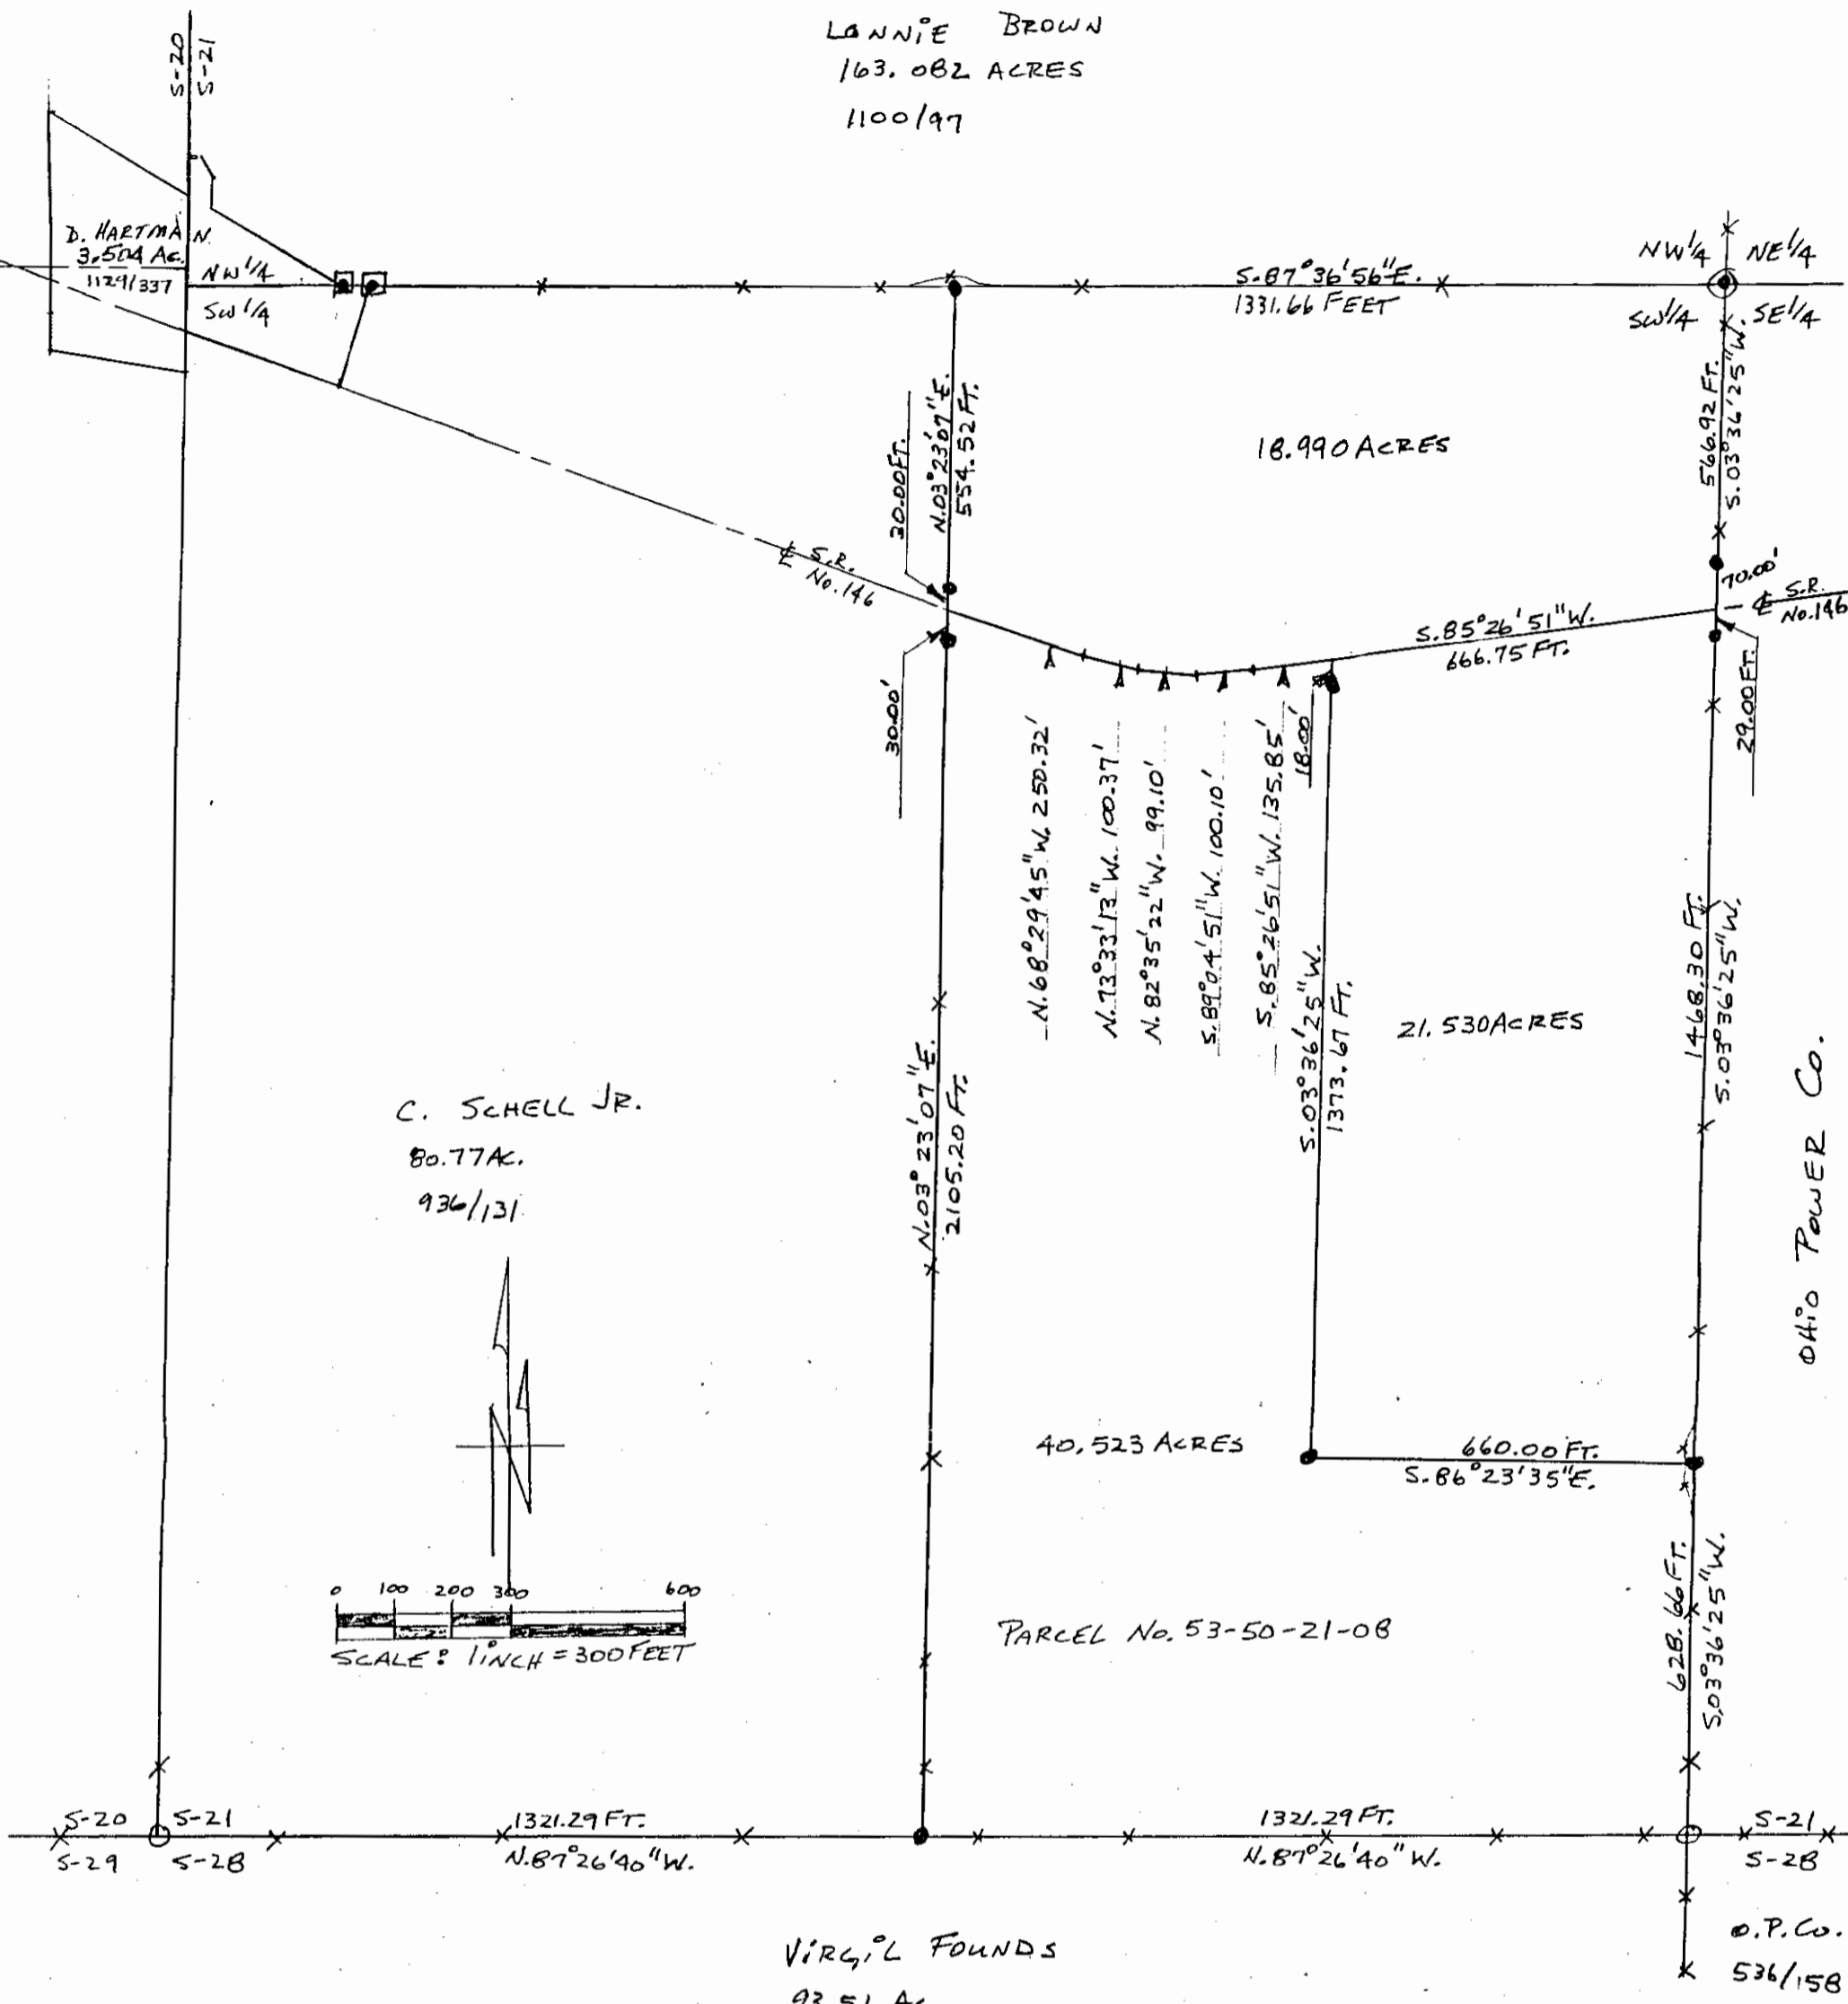 LONNIE BROWN
163.082 ACRES
1100/97
S-20
S-21
D. HARTMAN.
3.504 Ac.
1129/337
NW 1/4
SW 1/4
S.87°36'56"E.
1331.66 FEET
NW 1/4 NE 1/4
SW 1/4 SE 1/4
566.92 FT.
S.03°36'25"W.
N.03°23'07"E.
554.52 FT.
30.00FT.
18.990 ACRES
70.00'
℄ S.R.
No.146
℄ S.R.
No.146
S.85°26'51"W.
666.75 FT.
29.00FT.
30.00'
18.00'
N.68°29'45"W. 250.32'
N.73°33'13"W. 100.37'
N.82°35'22"W. 99.10'
S.89°04'51"W. 100.10'
S.85°26'51"W. 135.85'
S.03°36'25"W.
1373.67 FT.
21.530 ACRES
1468.30 FT.
S.03°36'25"W.
OHIO POWER CO.
N.03°23'07"E.
2105.20 FT.
C. SCHELL JR.
80.77 AC.
936/131
40.523 ACRES
660.00 FT.
S.86°23'35"E.
0 100 200 300 600
SCALE: 1 INCH = 300 FEET
PARCEL No. 53-50-21-08
628.66 FT.
S.03°36'25"W.
S-20 S-21
S-29 S-28
1321.29 FT.
N.87°26'40"W.
1321.29 FT.
N.87°26'40"W.
S-21
S-28
O.P.Co.
536/158
VIRGIL FOUNDS
93.51 Ac.